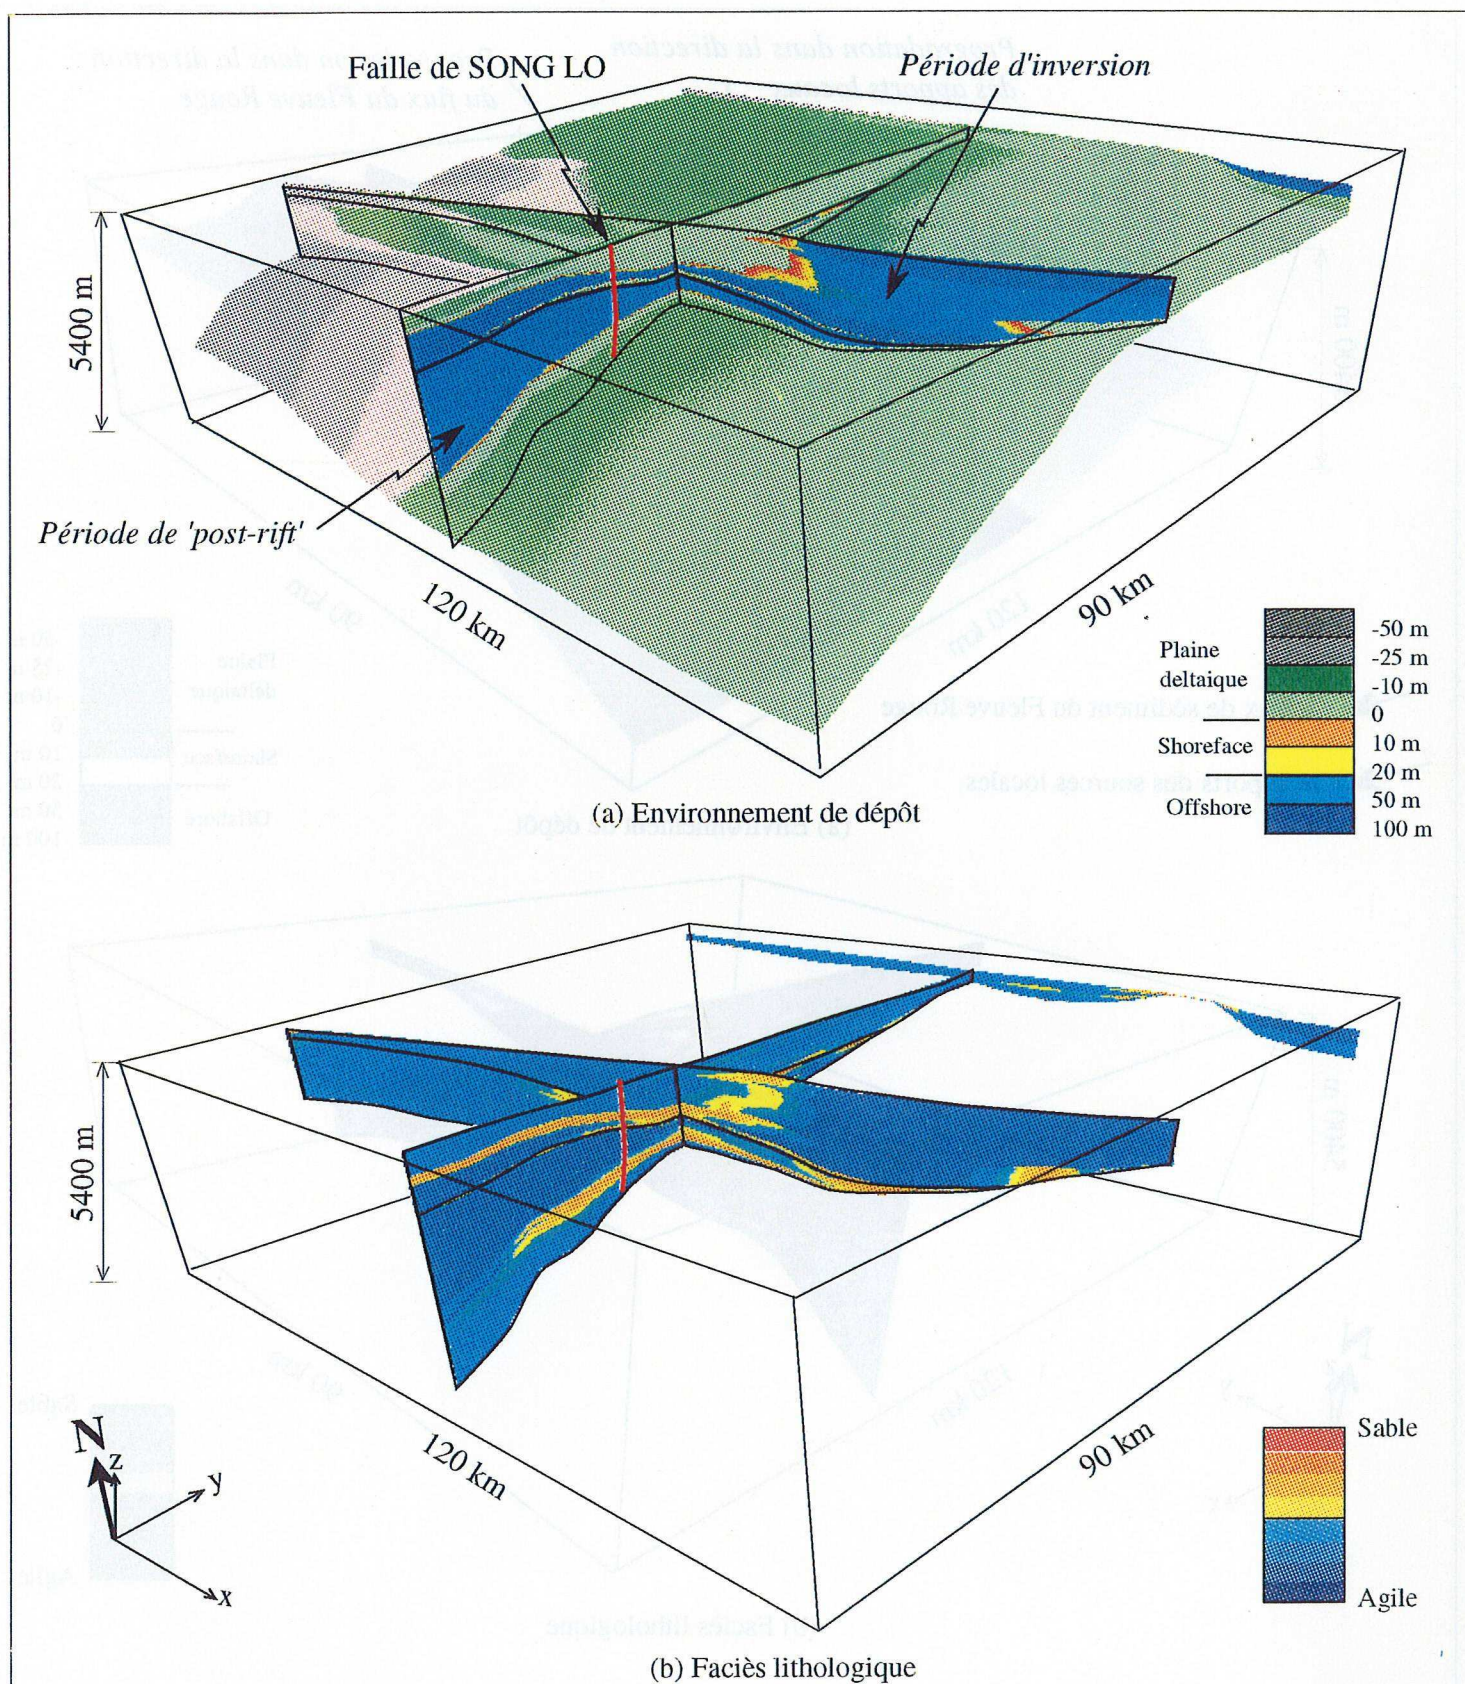 Faille de SONG LO
Période d'inversion
5400 m
Période de 'post-rift'
120 km
90 km
Plaine
deltaique
Shoreface
Offshore
-50 m
-25 m
-10 m
0
10 m
20 m
50 m
100 m
(a) Environnement de dépôt
5400 m
120 km
90 km
N
z
y
x
Sable
Agile
(b) Faciès lithologique